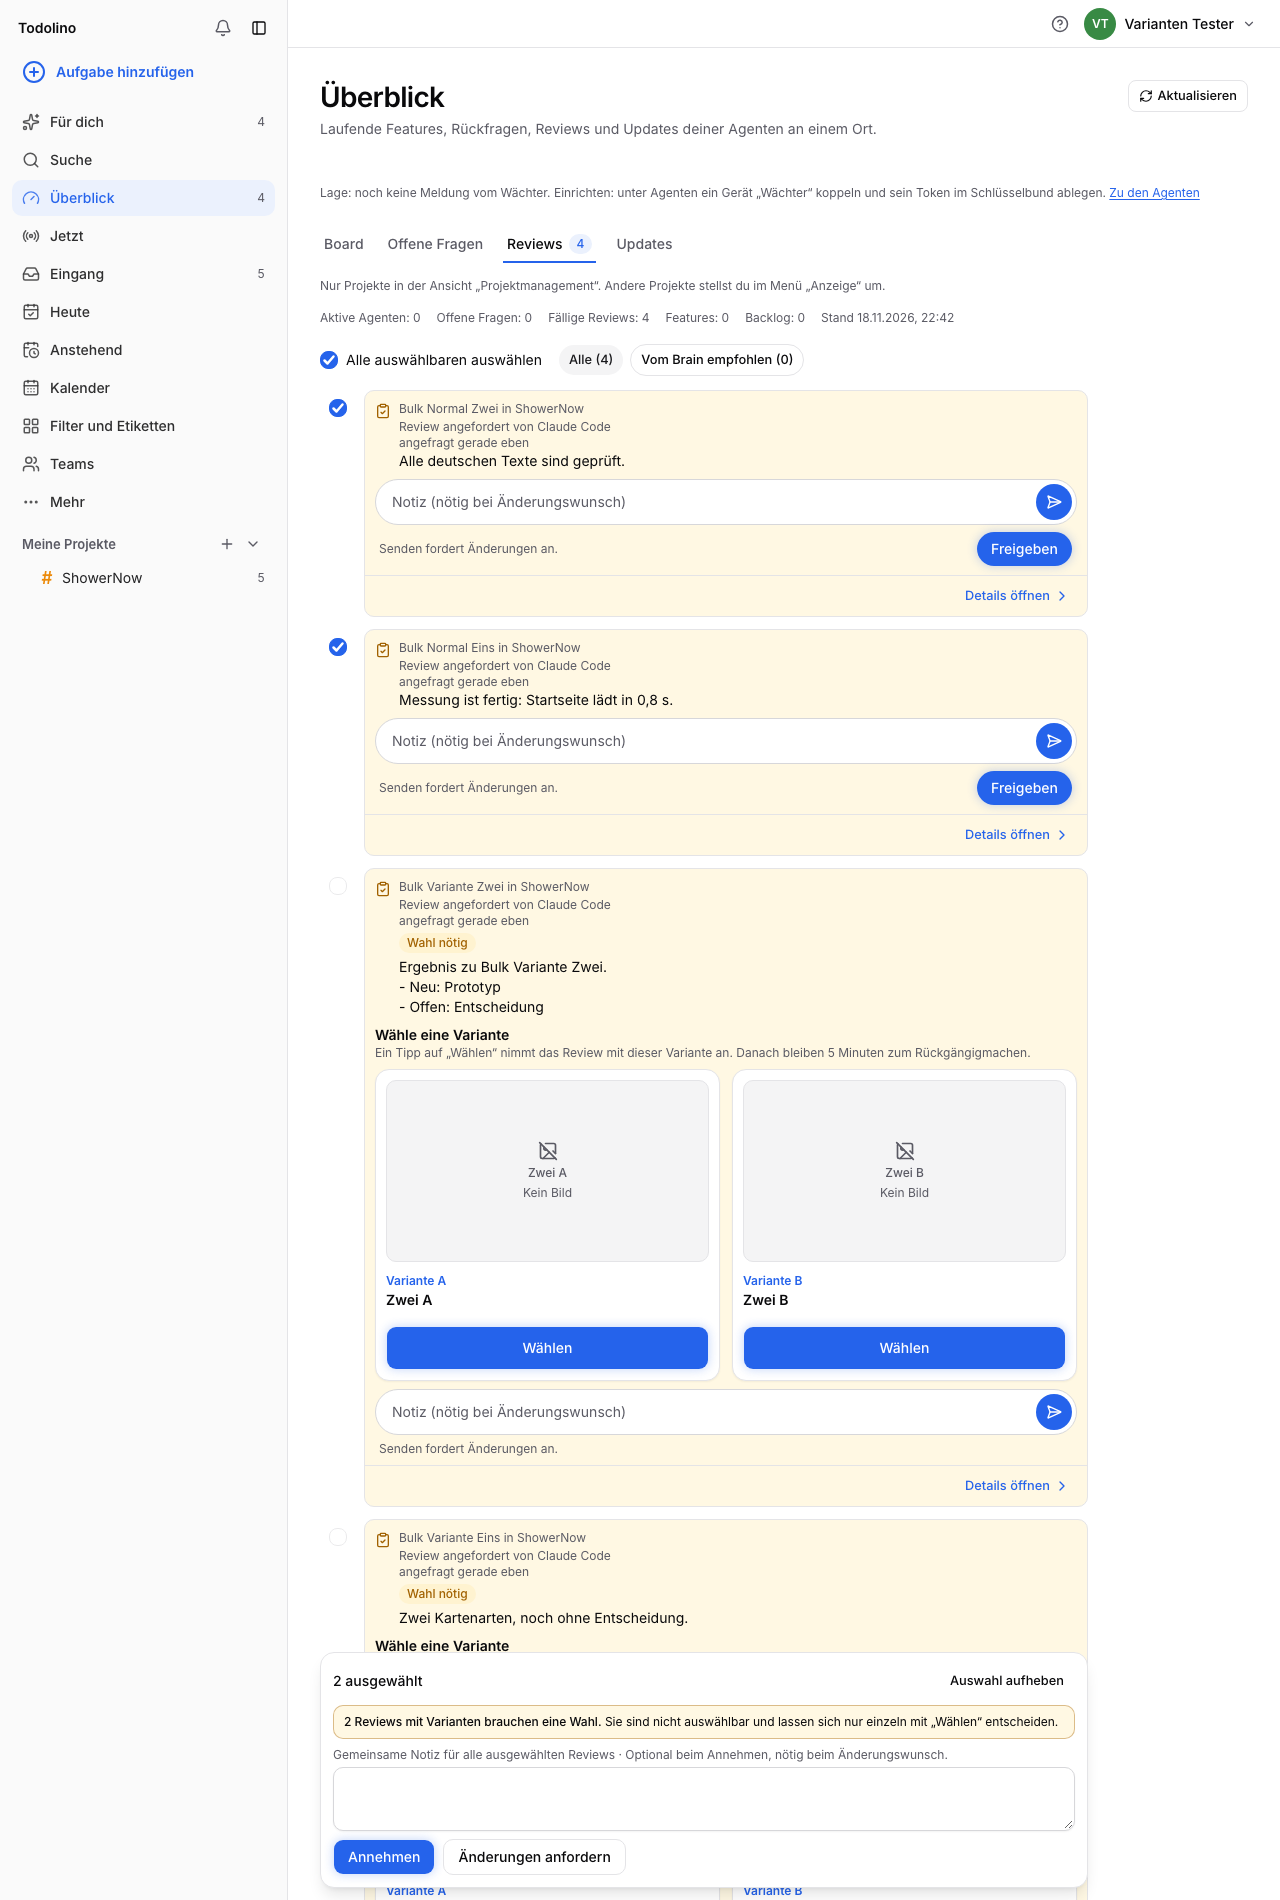 Todolino
Aufgabe hinzufügen
Für dich 4
Suche
Überblick 4
Jetzt
Eingang 5
Heute
Anstehend
Kalender
Filter und Etiketten
Teams
Mehr
Meine Projekte
# ShowerNow 5
VT Varianten Tester
Überblick
Aktualisieren
Laufende Features, Rückfragen, Reviews und Updates deiner Agenten an einem Ort.
Lage: noch keine Meldung vom Wächter. Einrichten: unter Agenten ein Gerät „Wächter“ koppeln und sein Token im Schlüsselbund ablegen. Zu den Agenten
Board Offene Fragen Reviews 4 Updates
Nur Projekte in der Ansicht „Projektmanagement“. Andere Projekte stellst du im Menü „Anzeige“ um.
Aktive Agenten: 0 Offene Fragen: 0 Fällige Reviews: 4 Features: 0 Backlog: 0 Stand 18.11.2026, 22:42
Alle auswählbaren auswählen Alle (4) Vom Brain empfohlen (0)
Bulk Normal Zwei in ShowerNow
Review angefordert von Claude Code
angefragt gerade eben
Alle deutschen Texte sind geprüft.
Notiz (nötig bei Änderungswunsch)
Senden fordert Änderungen an. Freigeben
Details öffnen
Bulk Normal Eins in ShowerNow
Review angefordert von Claude Code
angefragt gerade eben
Messung ist fertig: Startseite lädt in 0,8 s.
Notiz (nötig bei Änderungswunsch)
Senden fordert Änderungen an. Freigeben
Details öffnen
Bulk Variante Zwei in ShowerNow
Review angefordert von Claude Code
angefragt gerade eben
Wahl nötig
Ergebnis zu Bulk Variante Zwei.
- Neu: Prototyp
- Offen: Entscheidung
Wähle eine Variante
Ein Tipp auf „Wählen“ nimmt das Review mit dieser Variante an. Danach bleiben 5 Minuten zum Rückgängigmachen.
Zwei A
Kein Bild
Variante A
Zwei A
Wählen
Zwei B
Kein Bild
Variante B
Zwei B
Wählen
Notiz (nötig bei Änderungswunsch)
Senden fordert Änderungen an.
Details öffnen
Bulk Variante Eins in ShowerNow
Review angefordert von Claude Code
angefragt gerade eben
Wahl nötig
Zwei Kartenarten, noch ohne Entscheidung.
Wähle eine Variante
2 ausgewählt Auswahl aufheben
2 Reviews mit Varianten brauchen eine Wahl. Sie sind nicht auswählbar und lassen sich nur einzeln mit „Wählen“ entscheiden.
Gemeinsame Notiz für alle ausgewählten Reviews · Optional beim Annehmen, nötig beim Änderungswunsch.
Annehmen Änderungen anfordern
Variante A Variante B